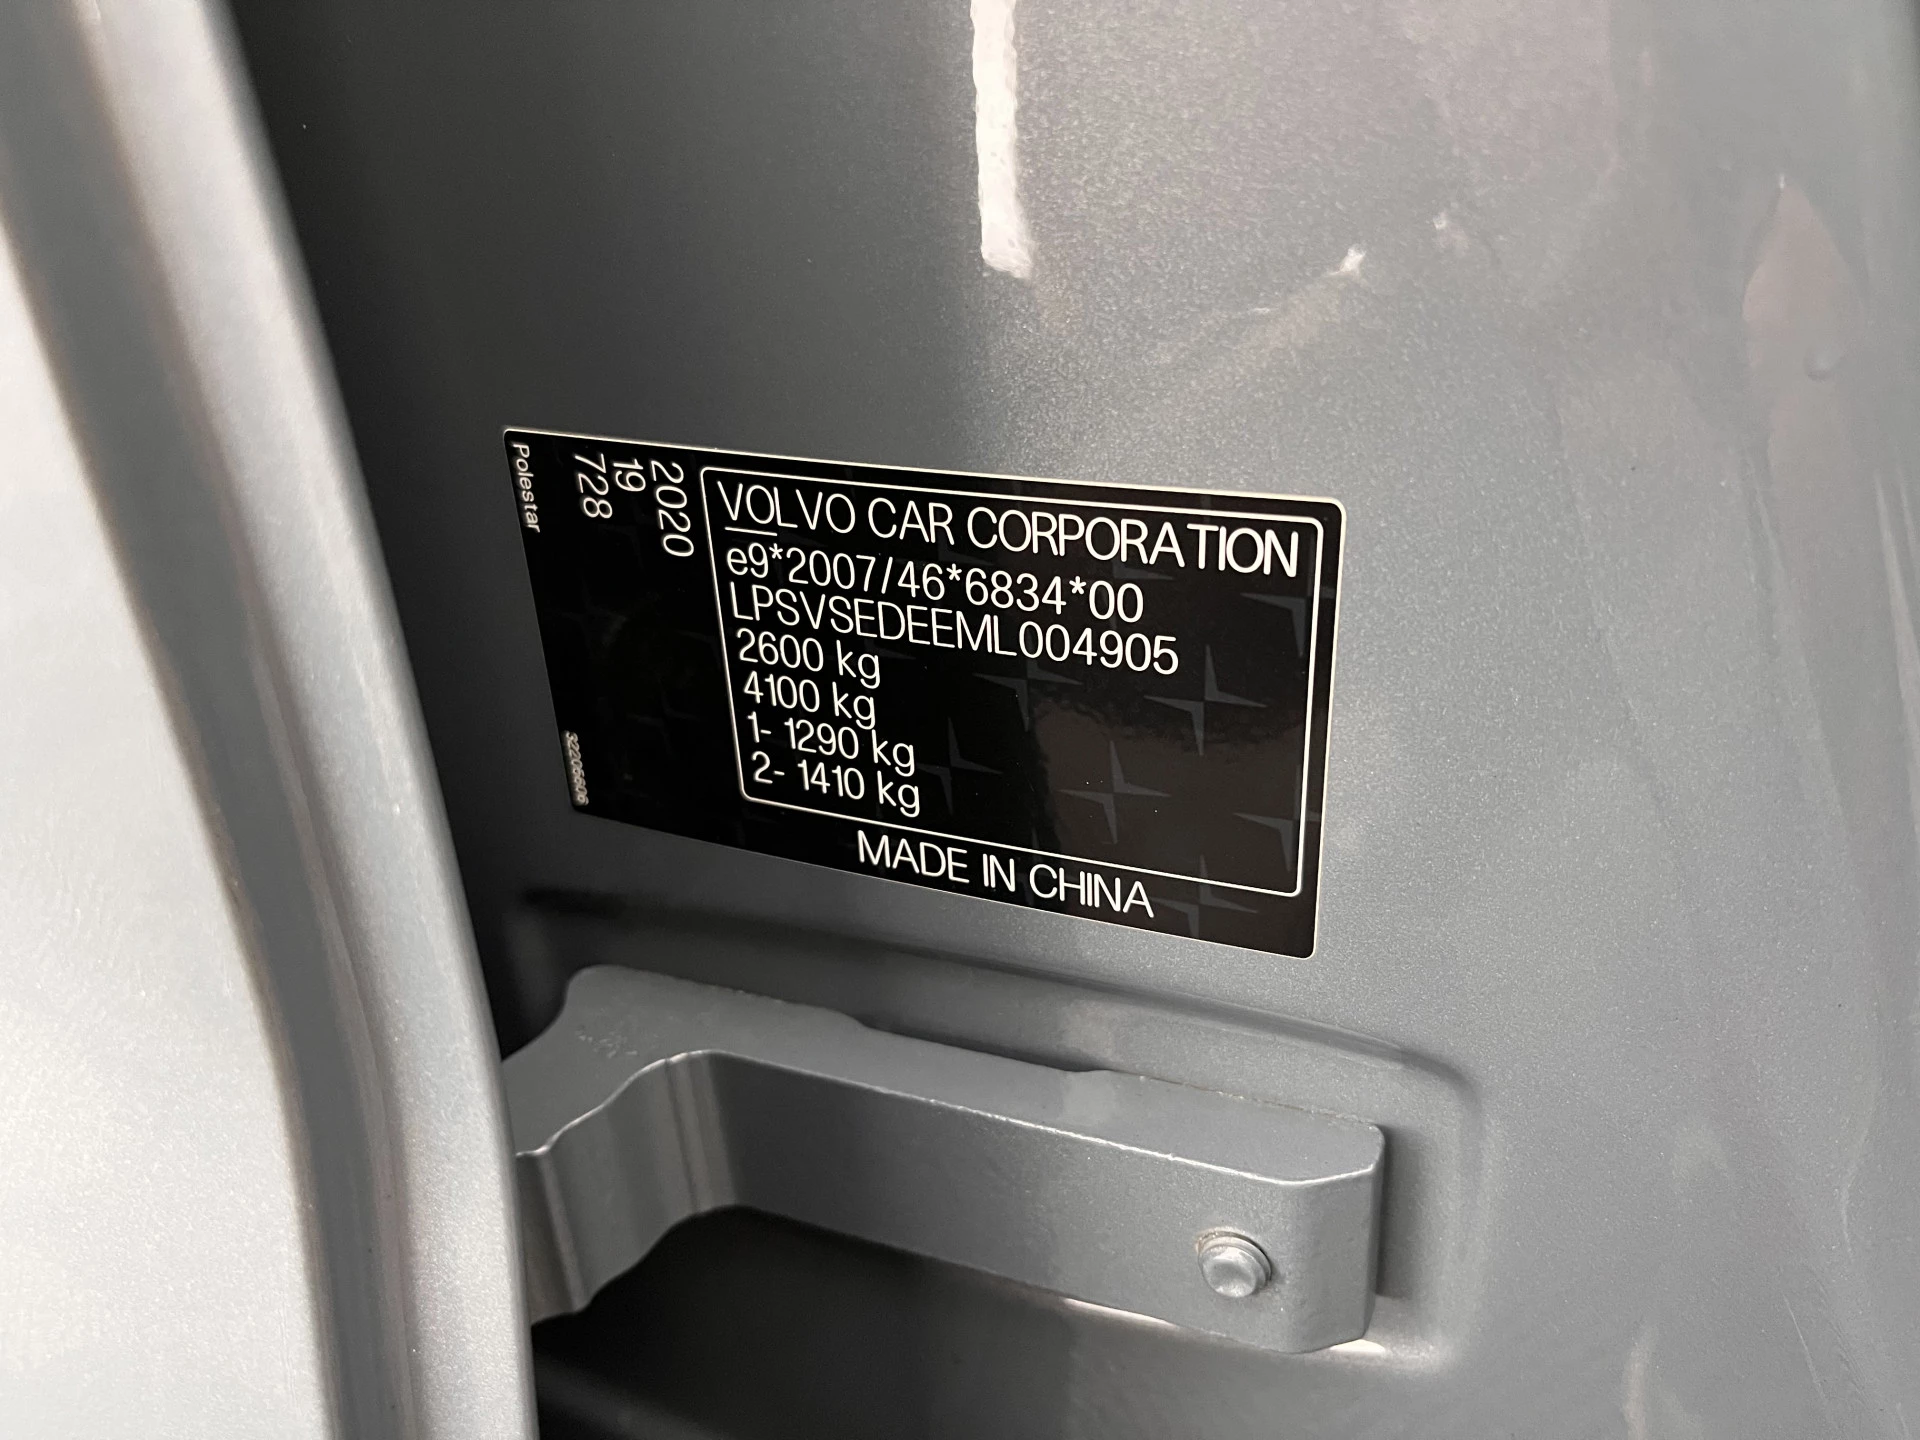 Polestar
2020
19
728
32206606
VOLVO CAR CORPORATION
e9*2007/46*6834*00
LPSVSEDEEML004905
2600 kg
4100 kg
1- 1290 kg
2- 1410 kg
MADE IN CHINA